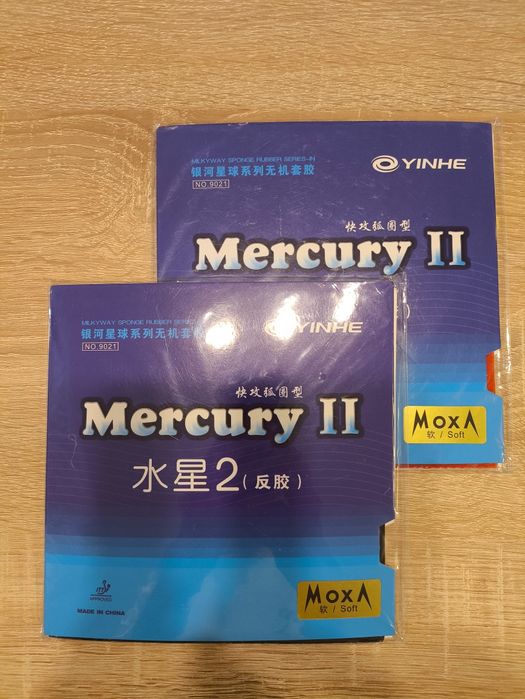 MILKYWAY SPONGE RUBBER SERIES-IN
银河星球系列无机套胶
NO.9021
YINHE
快攻弧圈型
Mercury II
MOXA
软 / Soft
MILKYWAY SPONGE RUBBER SERIES
银河星球系列无机套胶
NO.9021
YINHE
快攻弧圈型
Mercury II
水星2(反胶)
ITTF
APPROVED
MADE IN CHINA
MOXA
软 / Soft